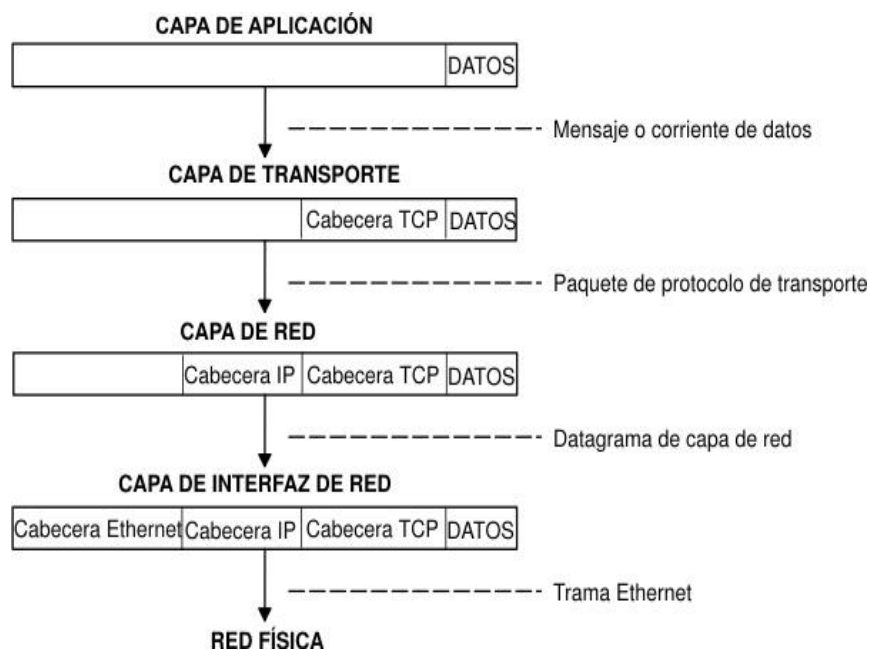 CAPA DE APLICACIÓN
DATOS
Mensaje o corriente de datos
CAPA DE TRANSPORTE
Cabecera TCP DATOS
Paquete de protocolo de transporte
CAPA DE RED
Cabecera IP Cabecera TCP DATOS
Datagrama de capa de red
CAPA DE INTERFAZ DE RED
Cabecera Ethernet Cabecera IP Cabecera TCP DATOS
Trama Ethernet
RED FÍSICA